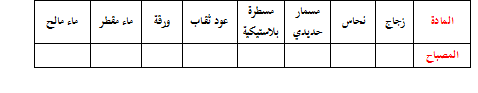 المادة زجاج نحاس مسمار حديدي مسطرة بلاستيكية عود ثقاب ورقة ماء مقطر ماء مالح
المصباح